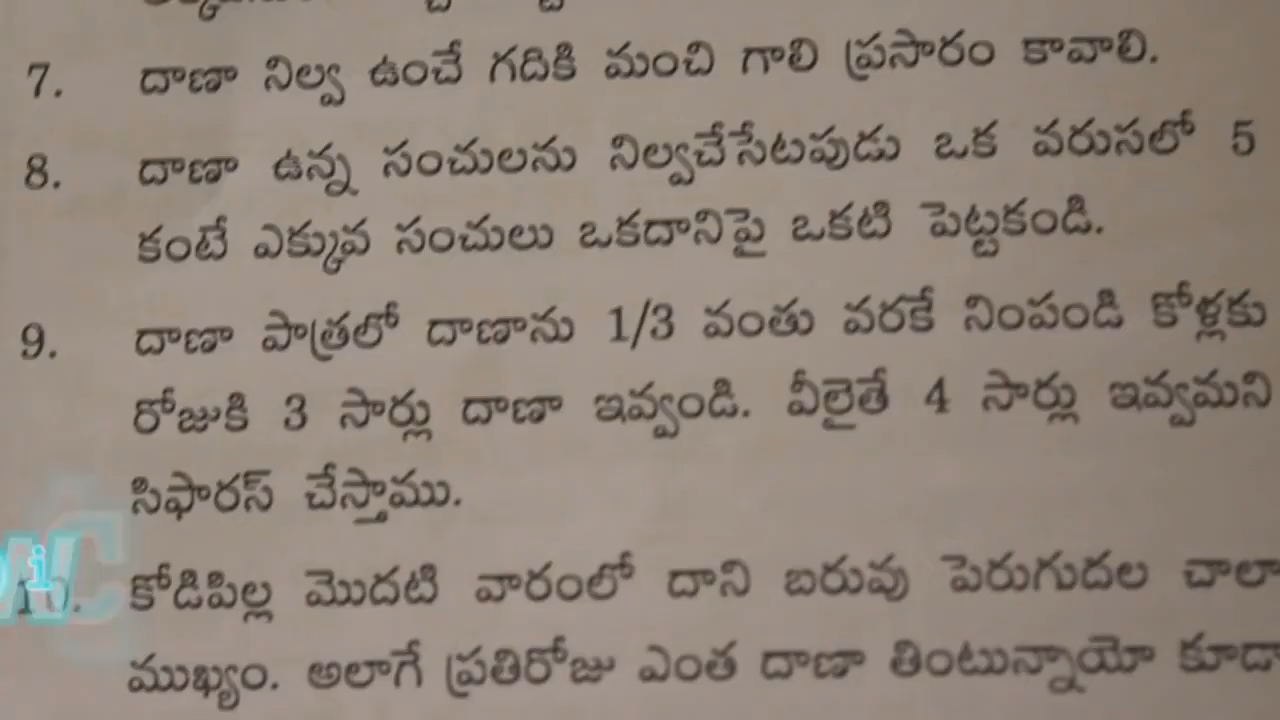 7. దాణా నిల్వ ఉంచే గదికి మంచి గాలి ప్రసారం కావాలి.
8. దాణా ఉన్న సంచులను నిల్వచేసేటపుడు ఒక వరుసలో 5
కంటే ఎక్కువ సంచులు ఒకదానిపై ఒకటి పెట్టకండి.
9. దాణా పాత్రలో దాణాను 1/3 వంతు వరకే నింపండి కోళ్లకు
రోజుకి 3 సార్లు దాణా ఇవ్వండి. వీలైతే 4 సార్లు ఇవ్వమని
సిఫారస్ చేస్తాము.
10. కోడిపిల్ల మొదటి వారంలో దాని బరువు పెరుగుదల చాలా
ముఖ్యం. అలాగే ప్రతిరోజు ఎంత దాణా తింటున్నాయో కూడా